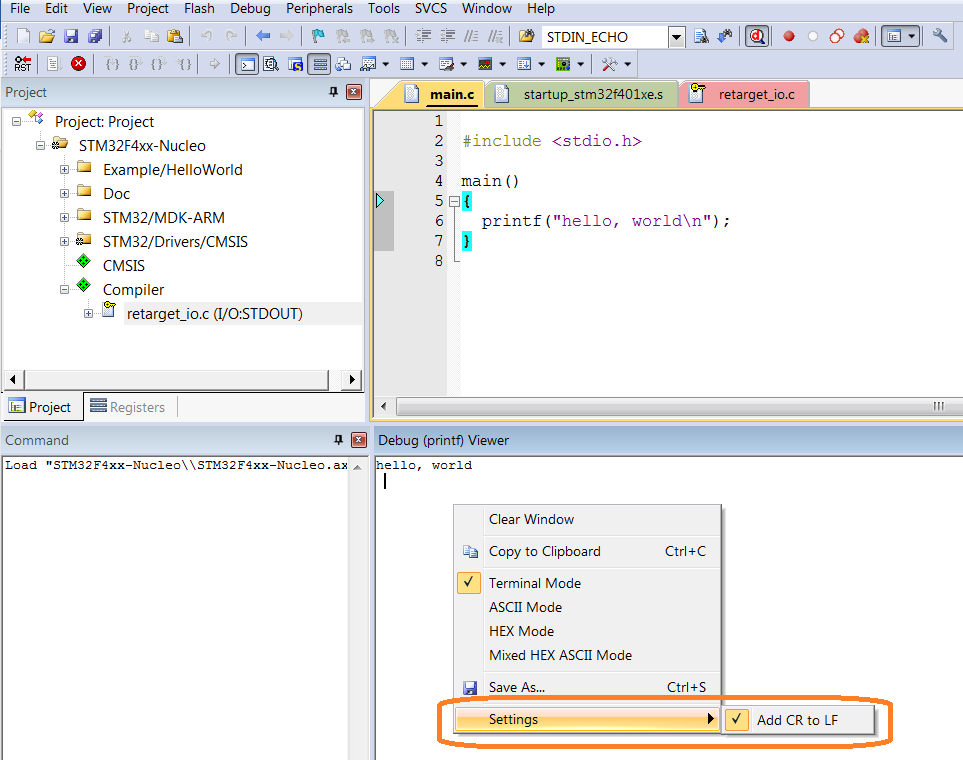 File Edit View Project Flash Debug Peripherals Tools SVCS Window Help
STDIN_ECHO
RST
Project
Project: Project
STM32F4xx-Nucleo
Example/HelloWorld
Doc
STM32/MDK-ARM
STM32/Drivers/CMSIS
CMSIS
Compiler
retarget_io.c (I/O:STDOUT)
Project Registers
main.c startup_stm32f401xe.s retarget_io.c
1
2 #include <stdio.h>
3
4 main()
5 {
6 printf("hello, world\n");
7 }
8
Command
Load "STM32F4xx-Nucleo\\STM32F4xx-Nucleo.ax
Debug (printf) Viewer
hello, world
Clear Window
Copy to Clipboard Ctrl+C
Terminal Mode
ASCII Mode
HEX Mode
Mixed HEX ASCII Mode
Save As... Ctrl+S
Settings Add CR to LF